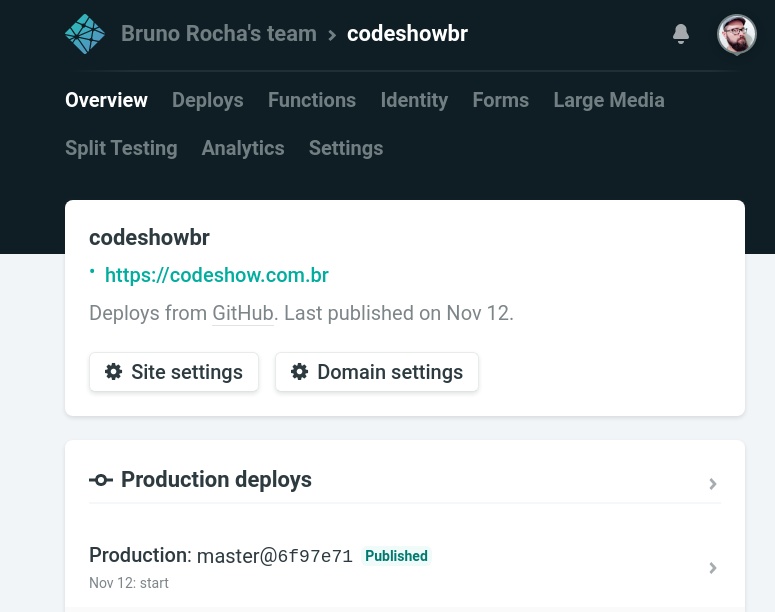 Bruno Rocha's team › codeshowbr
Overview Deploys Functions Identity Forms Large Media
Split Testing Analytics Settings
codeshowbr
https://codeshow.com.br
Deploys from GitHub. Last published on Nov 12.
Site settings Domain settings
Production deploys
Production: master@6f97e71 Published
Nov 12: start